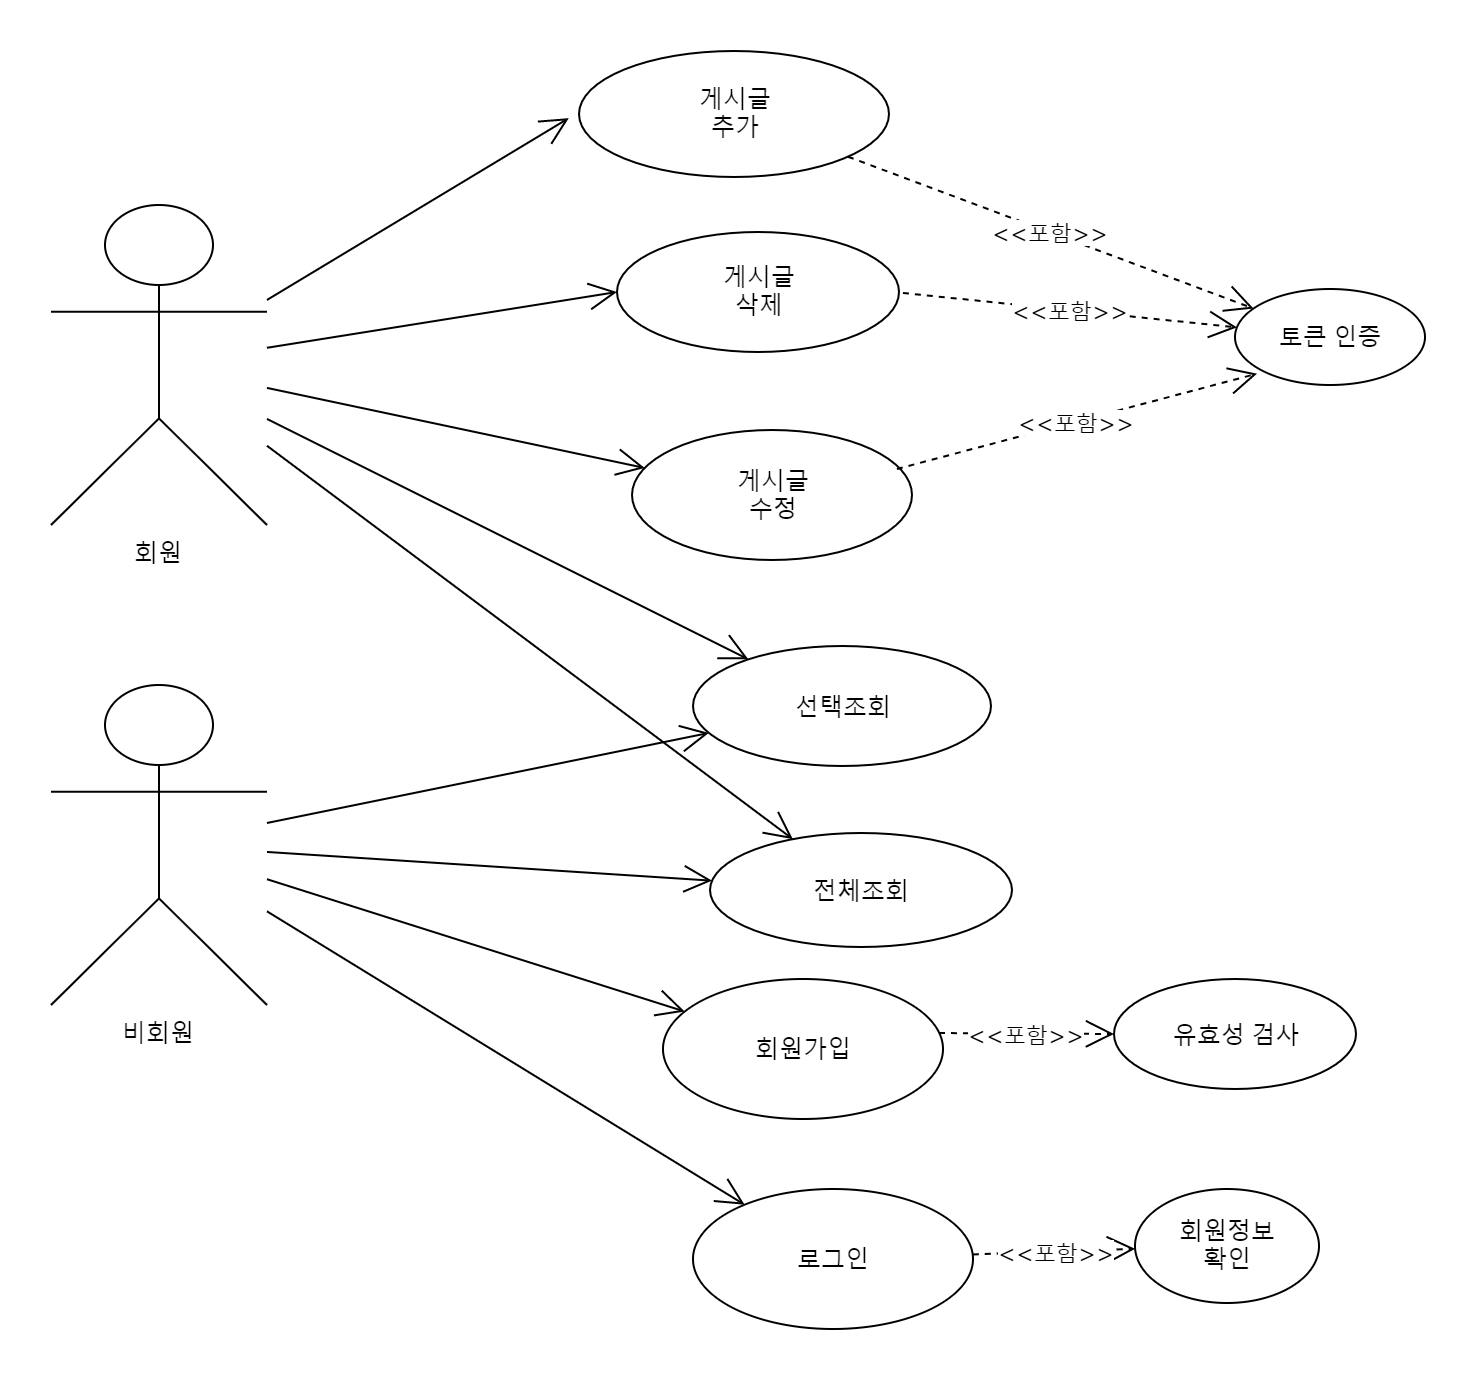 게시글
추가
<<포함>>
게시글
삭제
<<포함>>
토큰 인증
<<포함>>
게시글
수정
회원
선택조회
전체조회
비회원
회원가입
<<포함>>
유효성 검사
로그인
<<포함>>
회원정보
확인